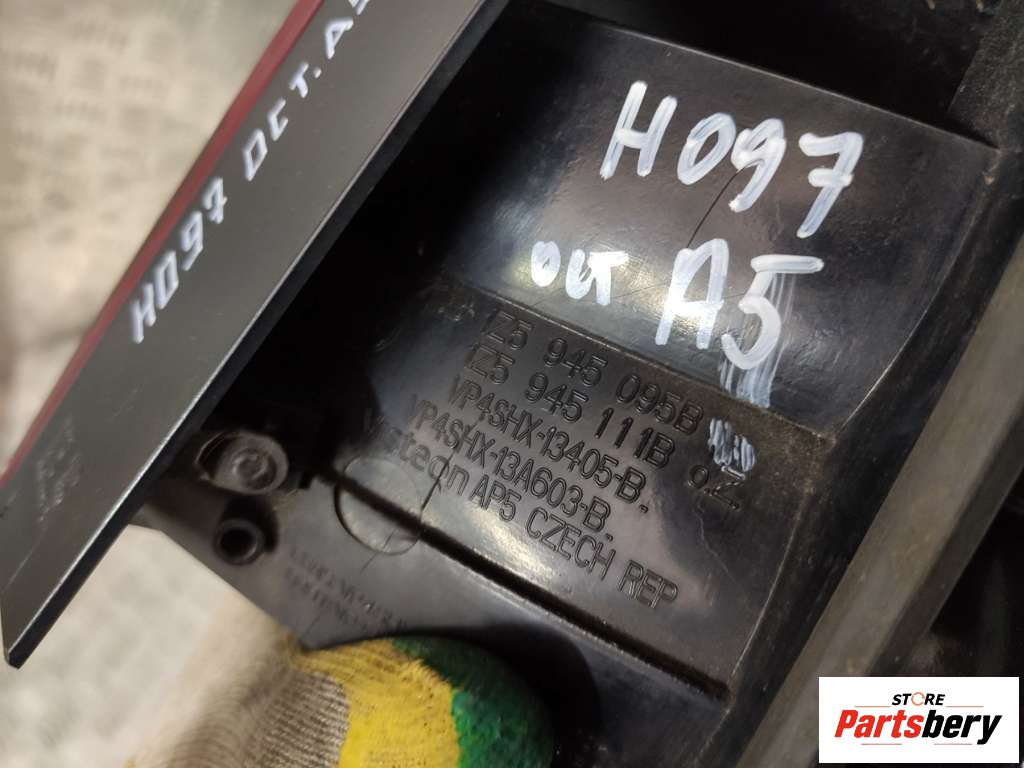 H097 OCT. A5
H097
OCT A5
1Z5 945 095B
1Z5 945 111B o.Z.
VP4SHX-13405-B
VP4SHX-13A603-B
visteon AP5 CZECH REP
STORE
Partsbery